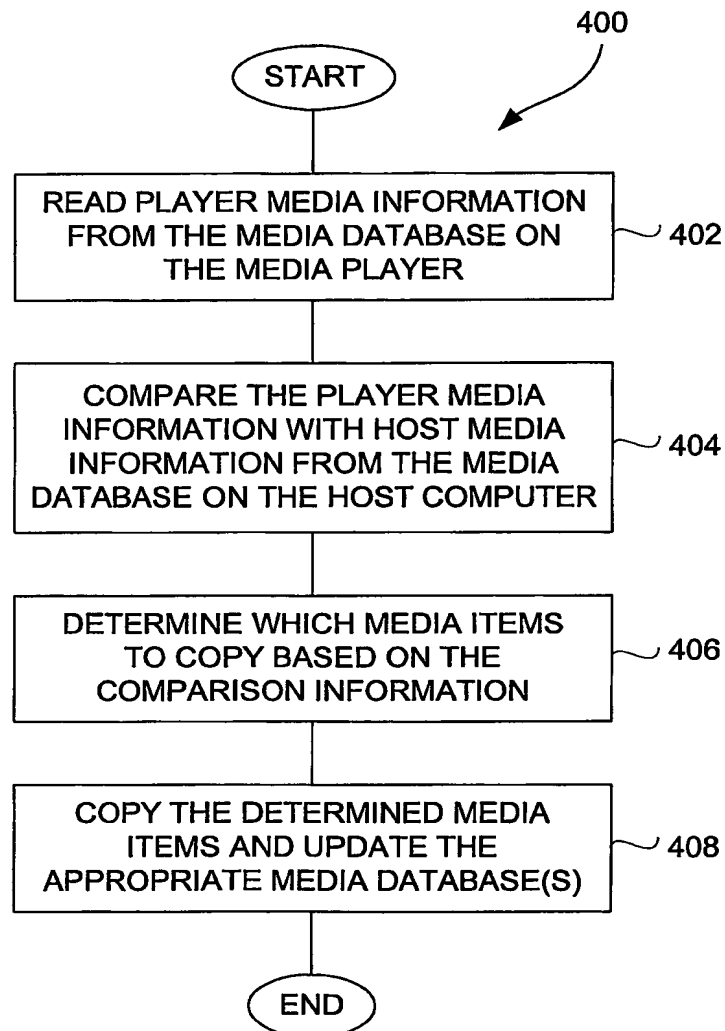 400
START
READ PLAYER MEDIA INFORMATION
FROM THE MEDIA DATABASE ON
THE MEDIA PLAYER
402
COMPARE THE PLAYER MEDIA
INFORMATION WITH HOST MEDIA
INFORMATION FROM THE MEDIA
DATABASE ON THE HOST COMPUTER
404
DETERMINE WHICH MEDIA ITEMS
TO COPY BASED ON THE
COMPARISON INFORMATION
406
COPY THE DETERMINED MEDIA
ITEMS AND UPDATE THE
APPROPRIATE MEDIA DATABASE(S)
408
END